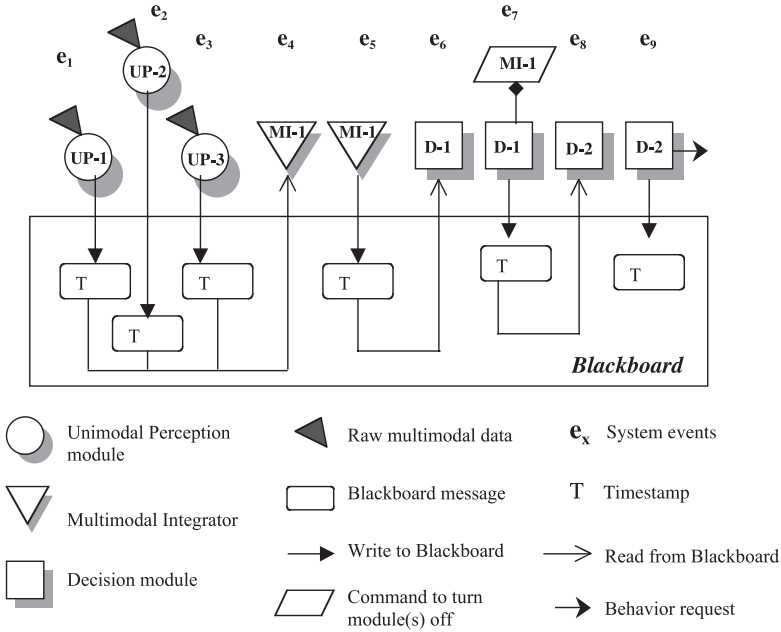 e1
e2
e3
e4
e5
e6
e7
e8
e9
UP-1
UP-2
UP-3
MI-1
MI-1
D-1
MI-1
D-1
D-2
D-2
T
T
T
T
T
T
Blackboard
Unimodal Perception
module
Multimodal Integrator
Decision module
Raw multimodal data
Blackboard message
Write to Blackboard
Command to turn
module(s) off
ex System events
T Timestamp
Read from Blackboard
Behavior request